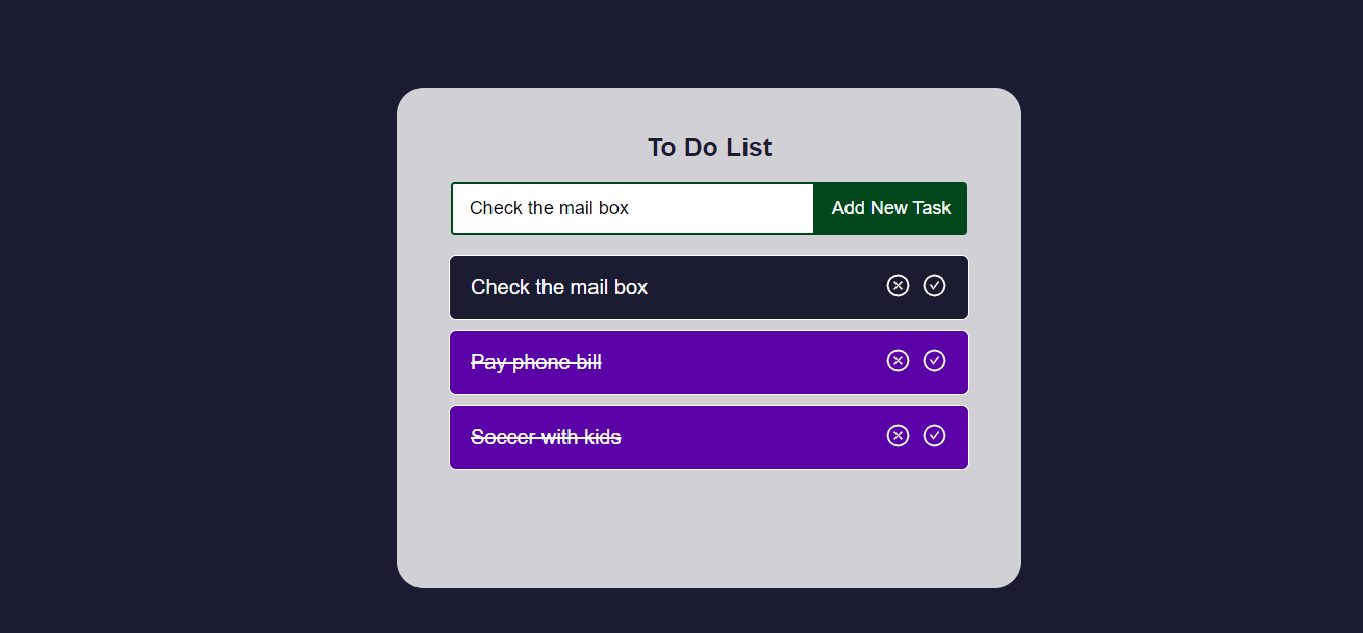 To Do List
Check the mail box
Add New Task
Check the mail box
Pay phone bill
Soccer with kids